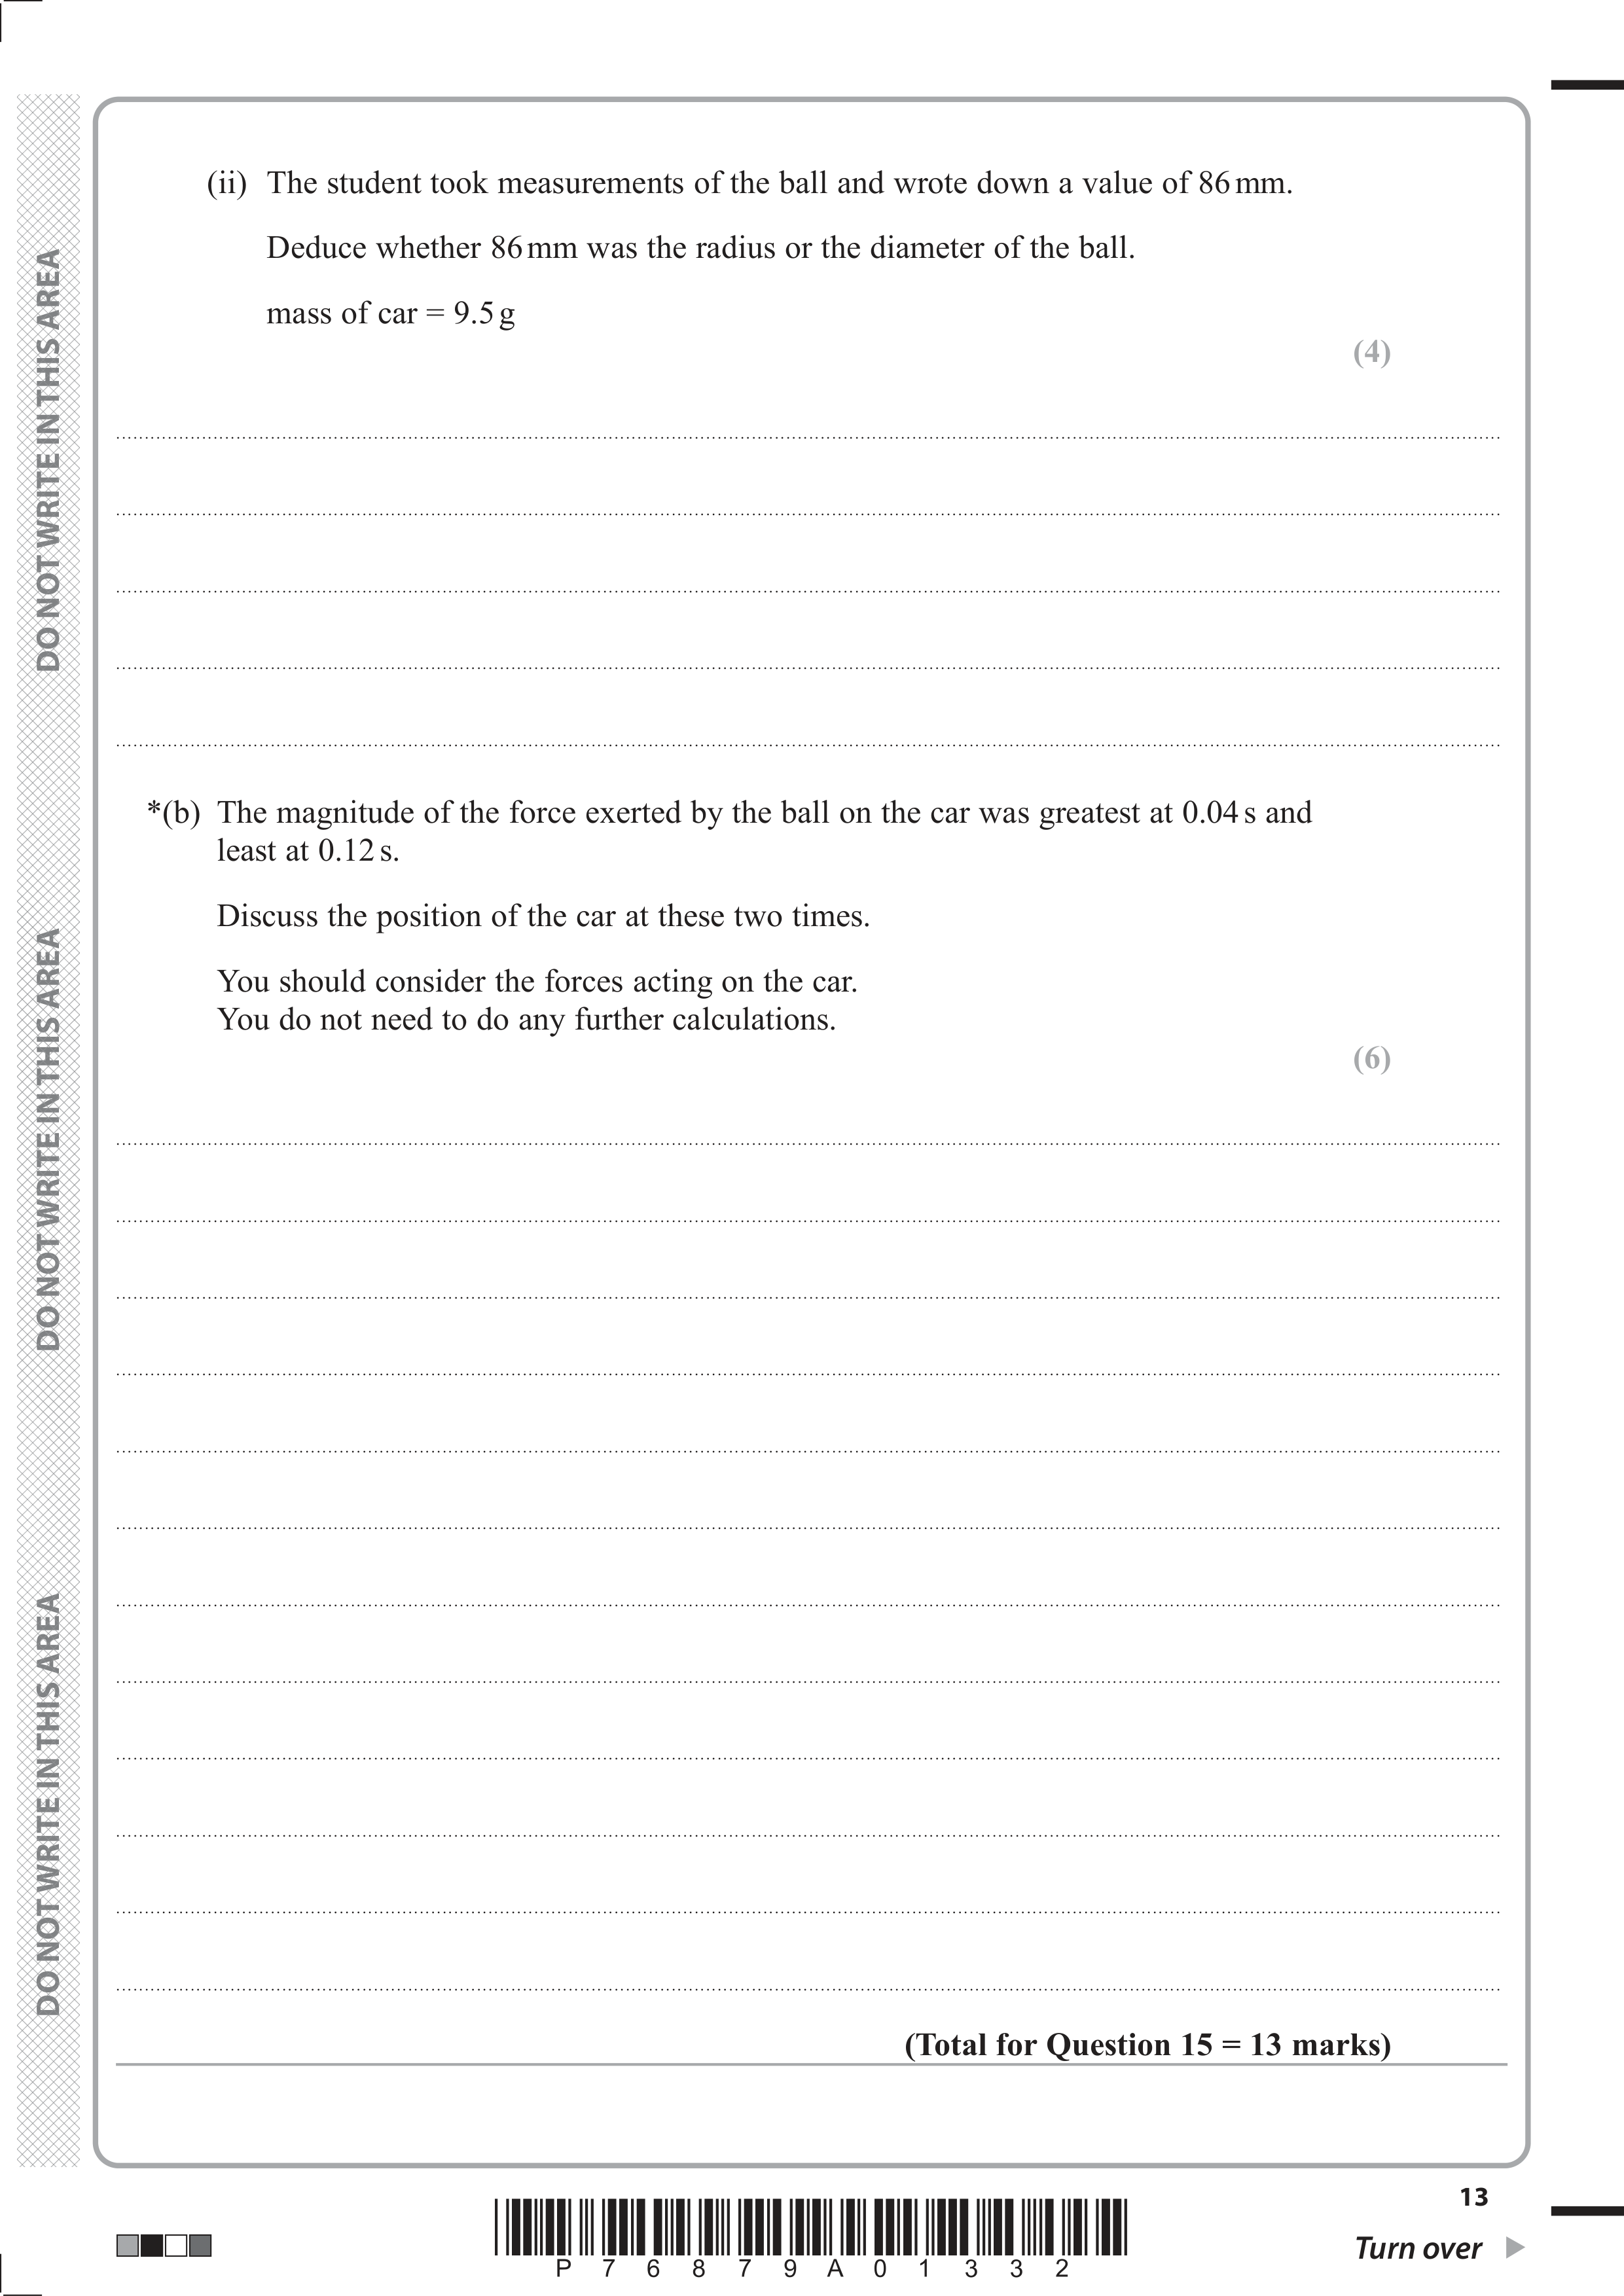 DO NOT WRITE IN THIS AREA
DO NOT WRITE IN THIS AREA
DO NOT WRITE IN THIS AREA
(ii) The student took measurements of the ball and wrote down a value of 86 mm.
Deduce whether 86 mm was the radius or the diameter of the ball.
mass of car = 9.5 g
(4)
*(b) The magnitude of the force exerted by the ball on the car was greatest at 0.04 s and
least at 0.12 s.
Discuss the position of the car at these two times.
You should consider the forces acting on the car.
You do not need to do any further calculations.
(6)
(Total for Question 15 = 13 marks)
13
P 7 6 8 7 9 A 0 1 3 3 2
Turn over